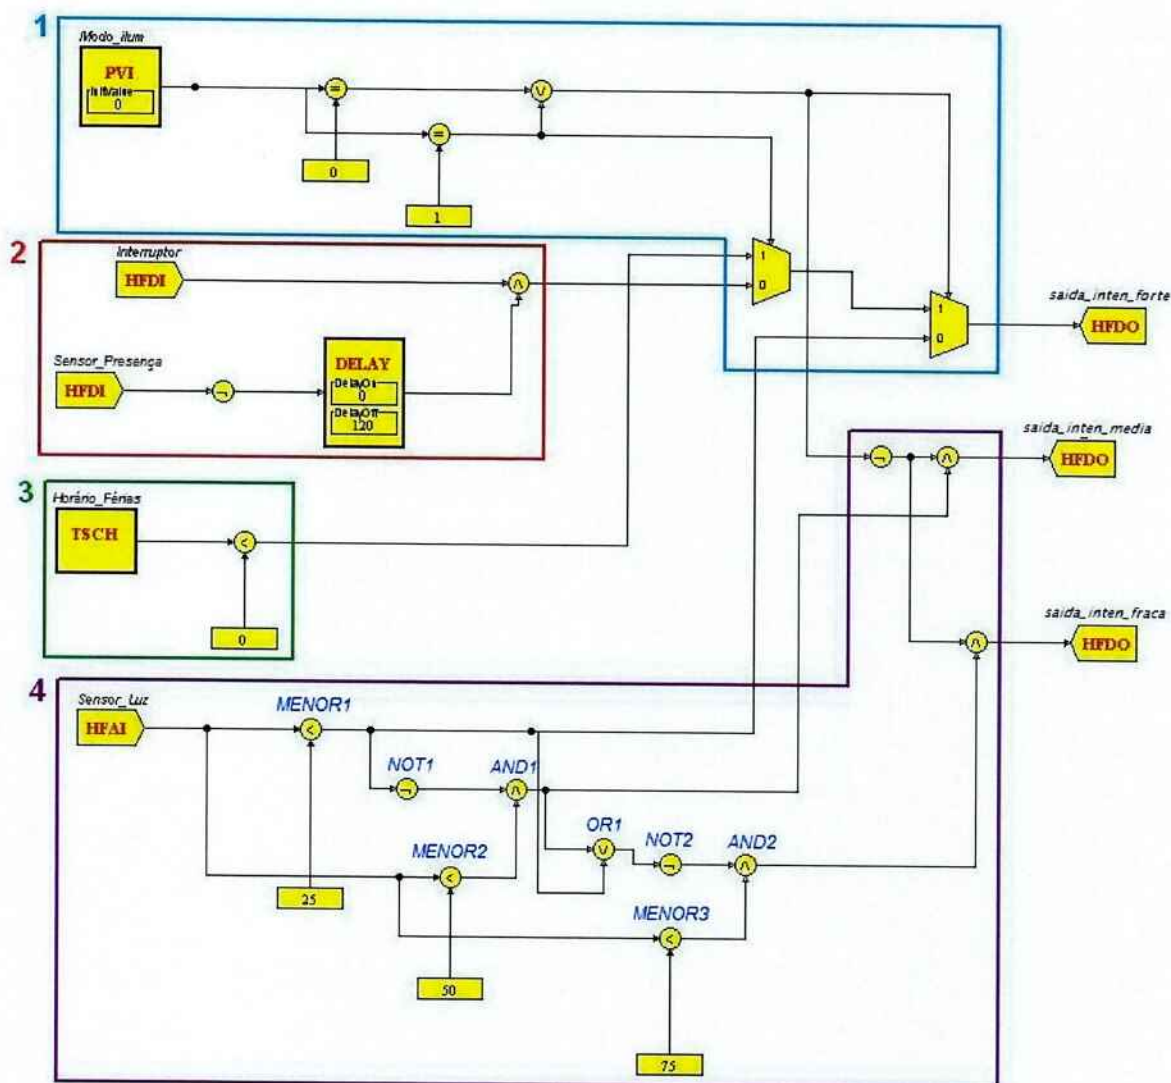 1
Modo_ilum
PVI
InitValue
0
=
v
=
0
1
2
Interruptor
HFDI
^
1
0
1
0
saida_inten_forte
HFDO
Sensor_Presença
HFDI
¬
DELAY
DelayOn
0
DelayOff
120
saida_inten_media
HFDO
¬
^
3
Horário_Férias
TSCH
<
0
saida_inten_fraca
HFDO
^
4
Sensor_Luz
HFAI
MENOR1
<
NOT1
¬
AND1
^
OR1
v
NOT2
¬
AND2
^
MENOR2
<
25
MENOR3
<
50
75